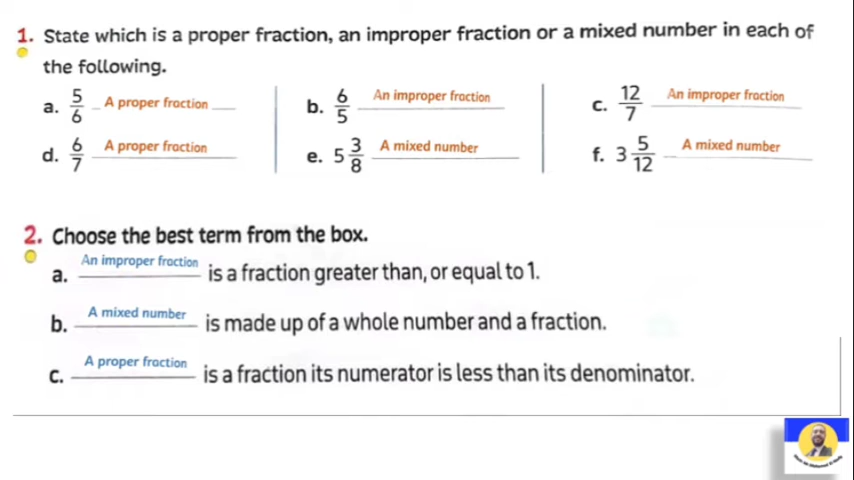 1. State which is a proper fraction, an improper fraction or a mixed number in each of
the following.
a. 5/6 A proper fraction b. 6/5 An improper fraction c. 12/7 An improper fraction
d. 6/7 A proper fraction e. 5 3/8 A mixed number f. 3 5/12 A mixed number
2. Choose the best term from the box.
a. An improper fraction is a fraction greater than, or equal to 1.
b. A mixed number is made up of a whole number and a fraction.
c. A proper fraction is a fraction its numerator is less than its denominator.